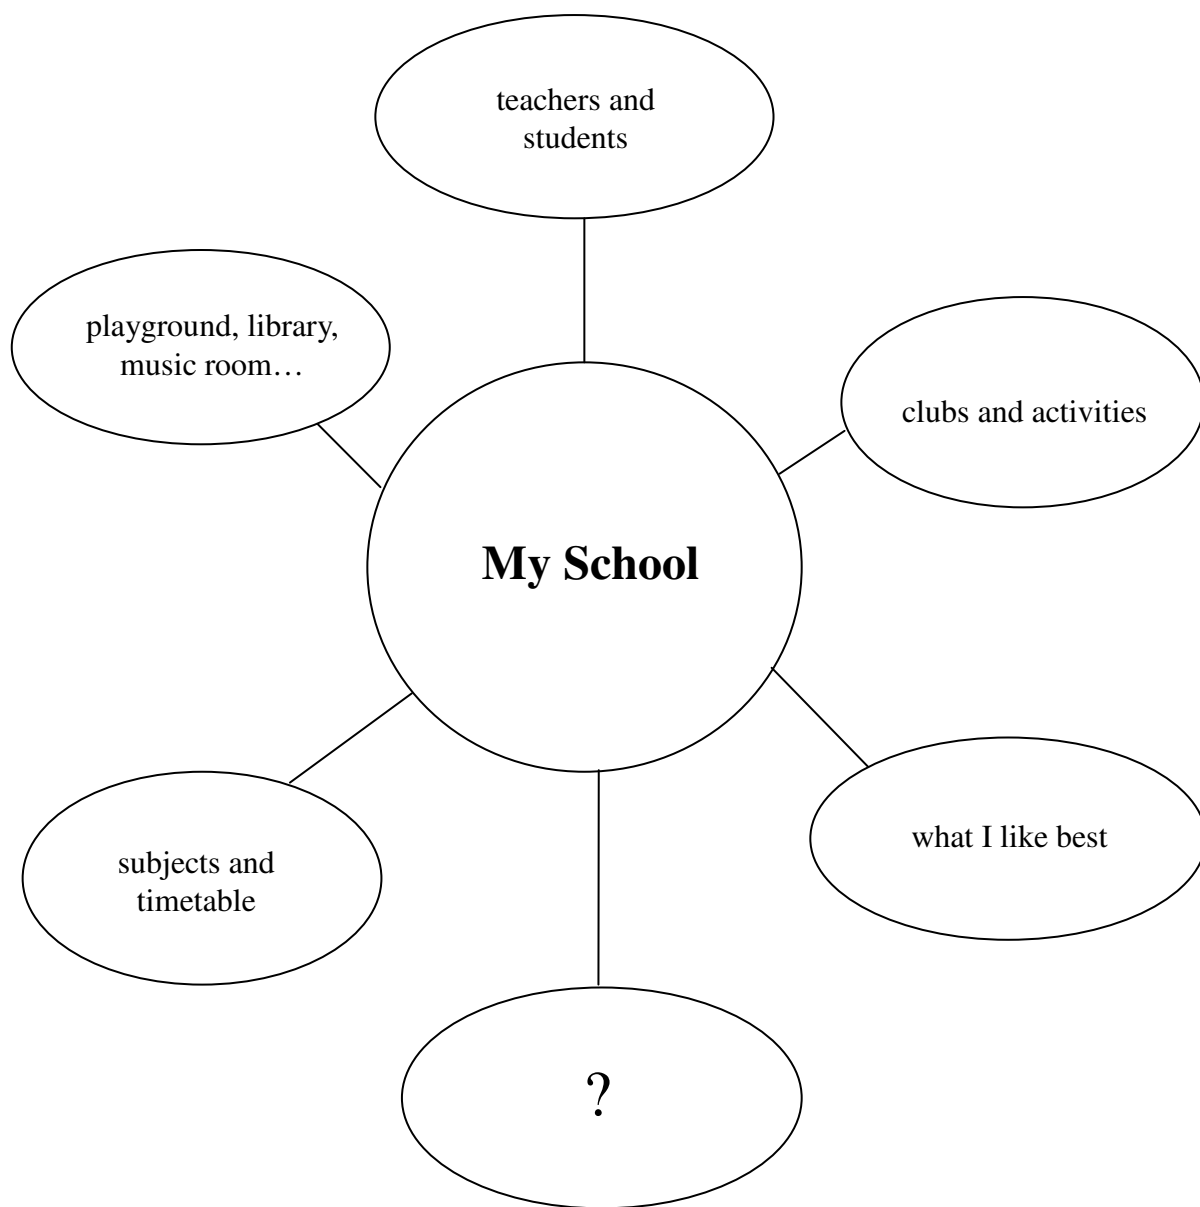 teachers and
students
playground, library,
music room…
clubs and activities
My School
what I like best
subjects and
timetable
?